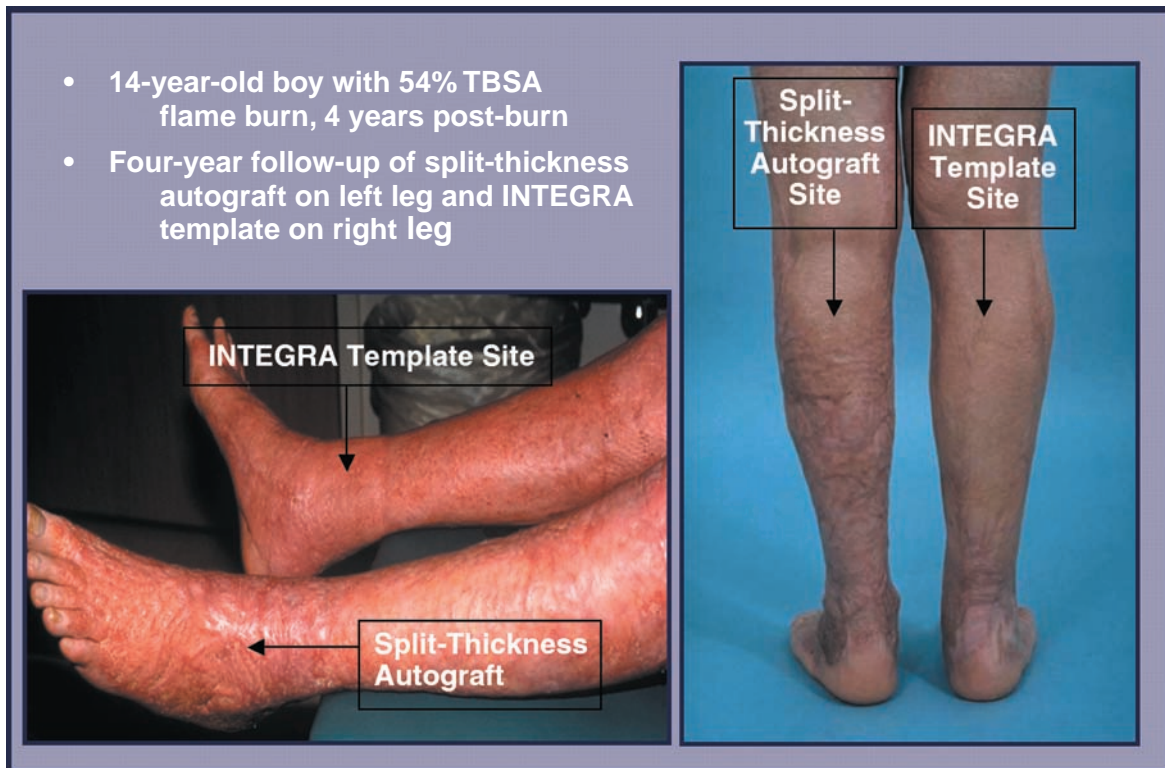 • 14-year-old boy with 54% TBSA
flame burn, 4 years post-burn
• Four-year follow-up of split-thickness
autograft on left leg and INTEGRA
template on right leg
INTEGRA Template Site
Split-Thickness
Autograft
Split-
Thickness
Autograft
Site
INTEGRA
Template
Site